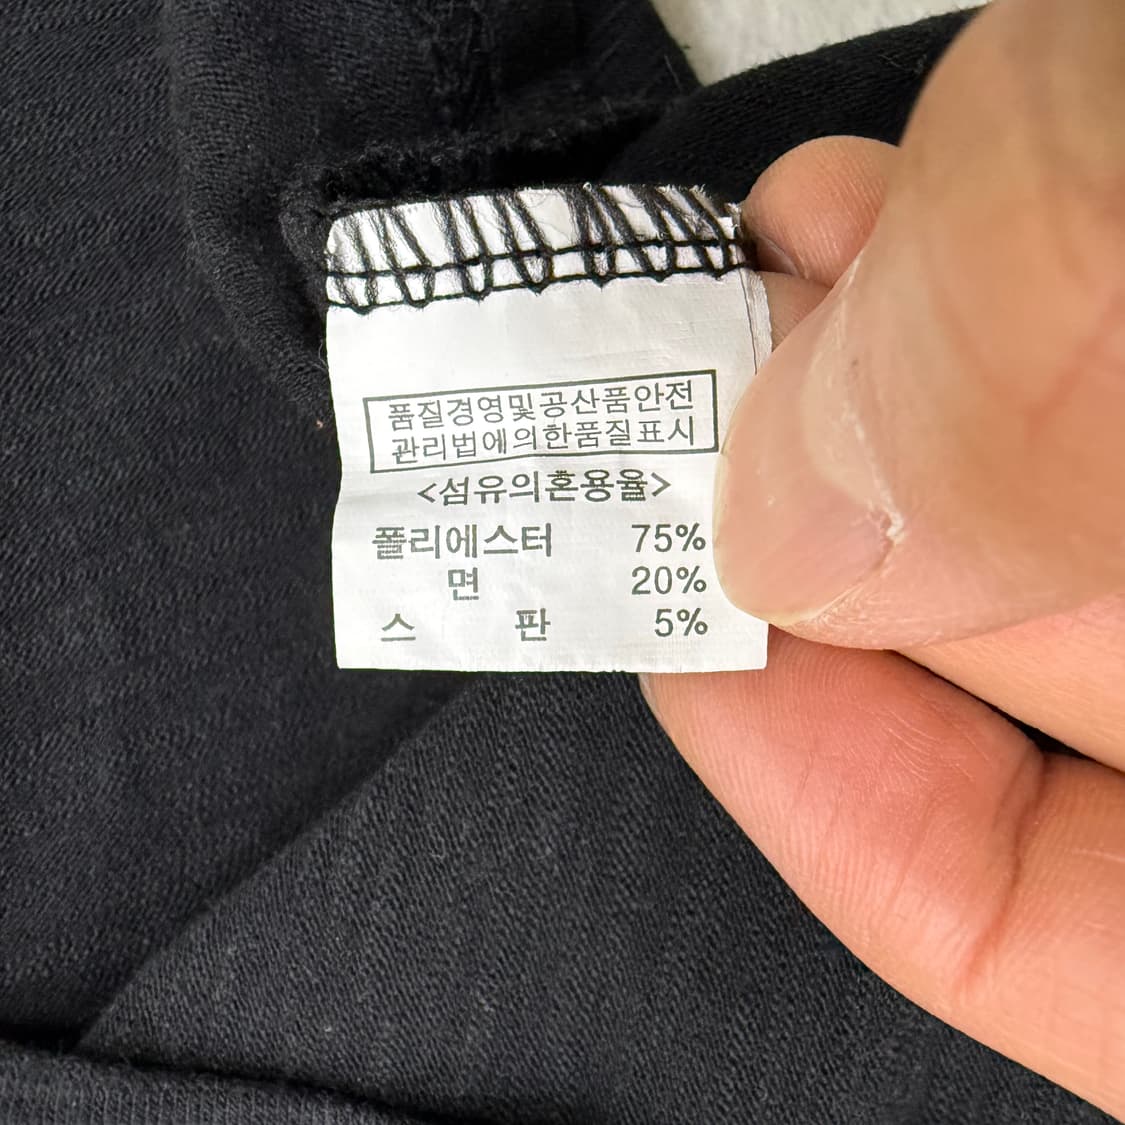 품질경영및공산품안전
관리법에의한품질표시
<섬유의혼용율>
폴리에스터 75%
면 20%
스 판 5%